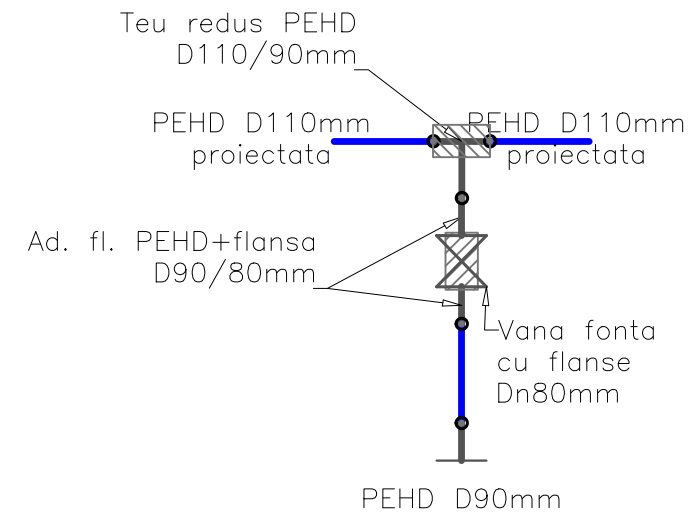 Teu redus PEHD
D110/90mm
PEHD D110mm
proiectata
PEHD D110mm
proiectata
Ad. fl. PEHD+flansa
D90/80mm
Vana fonta
cu flanse
Dn80mm
PEHD D90mm